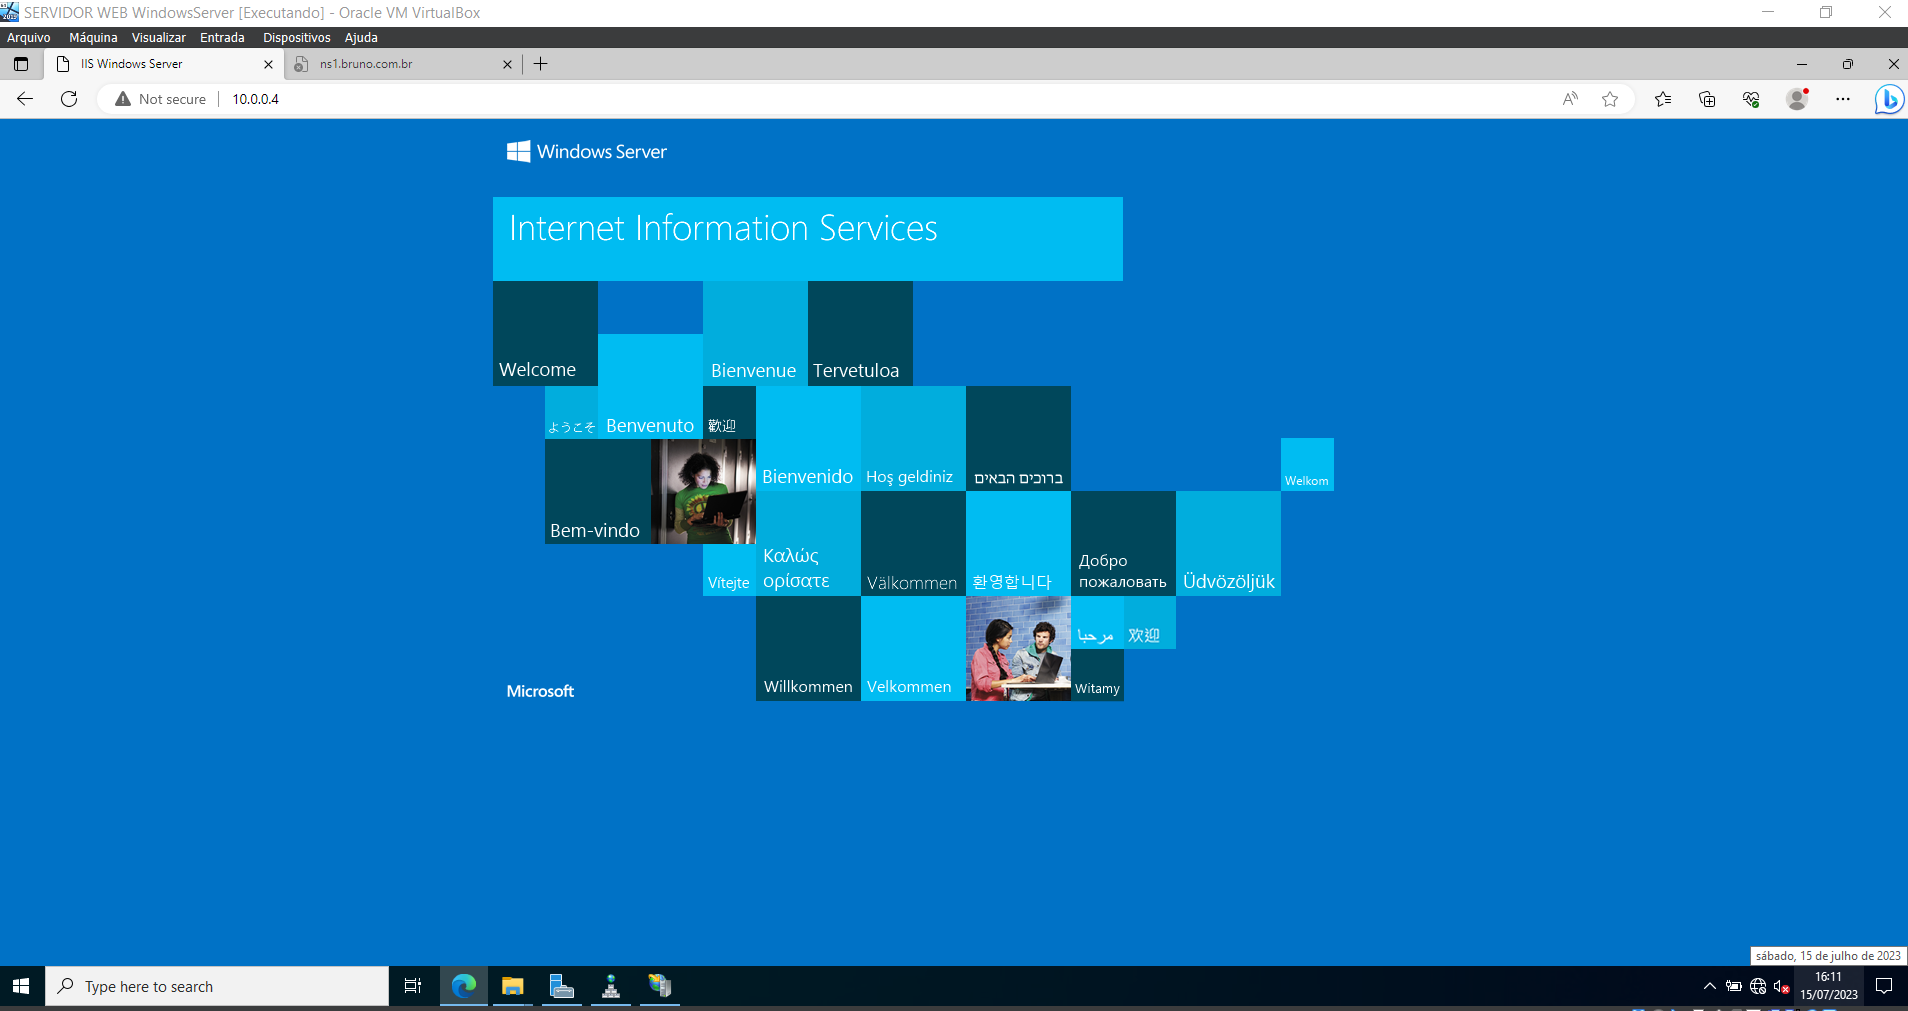 SERVIDOR WEB WindowsServer [Executando] - Oracle VM VirtualBox
Arquivo Máquina Visualizar Entrada Dispositivos Ajuda
IIS Windows Server
ns1.bruno.com.br
Not secure 10.0.0.4
Windows Server
Internet Information Services
Welcome
Bienvenue
Tervetuloa
ようこそ
Benvenuto
歡迎
Bienvenido
Hoş geldiniz
ברוכים הבאים
Welkom
Bem-vindo
Vítejte
Καλώς
ορίσατε
Välkommen
환영합니다
Добро
пожаловать
Üdvözöljük
مرحبا
欢迎
Microsoft
Willkommen
Velkommen
Witamy
sábado, 15 de julho de 2023
Type here to search
16:11
15/07/2023